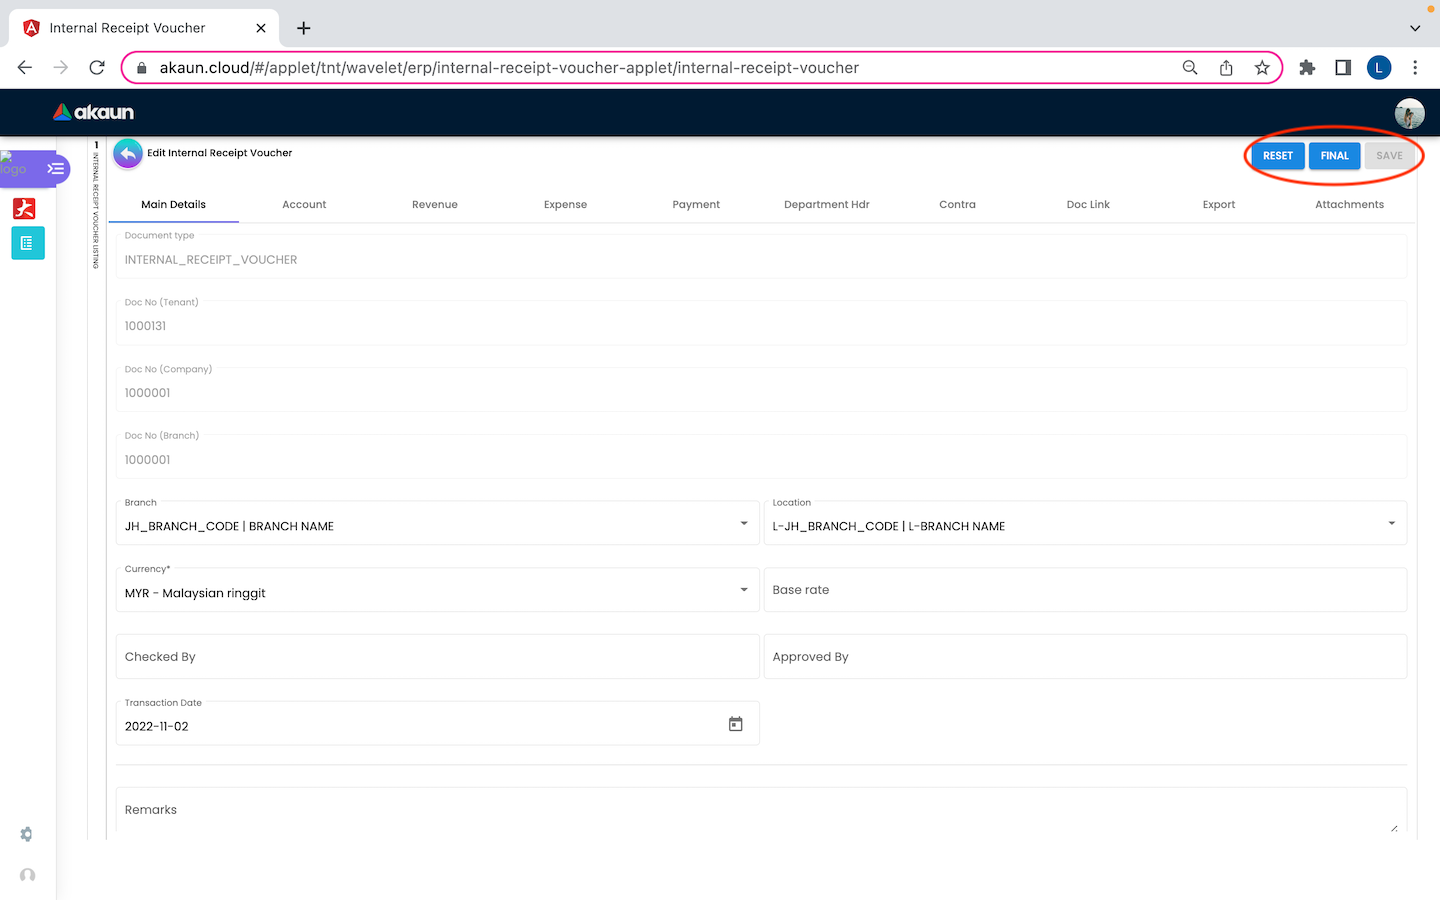 Internal Receipt Voucher
akaun.cloud/#/applet/tnt/wavelet/erp/internal-receipt-voucher-applet/internal-receipt-voucher
L
akaun
logo
1
INTERNAL RECEIPT VOUCHER LISTING
Edit Internal Receipt Voucher
RESET FINAL SAVE
Main Details Account Revenue Expense Payment Department Hdr Contra Doc Link Export Attachments
Document type
INTERNAL_RECEIPT_VOUCHER
Doc No (Tenant)
1000131
Doc No (Company)
1000001
Doc No (Branch)
1000001
Branch Location
JH_BRANCH_CODE | BRANCH NAME L-JH_BRANCH_CODE | L-BRANCH NAME
Currency*
MYR - Malaysian ringgit Base rate
Checked By Approved By
Transaction Date
2022-11-02
Remarks